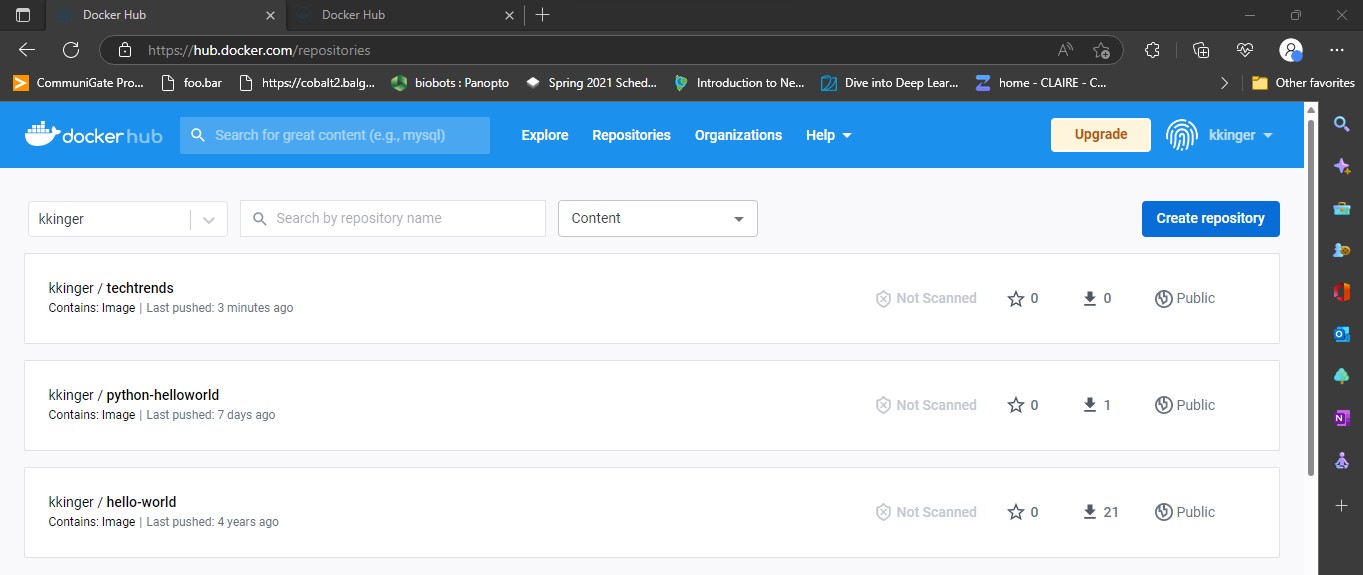 Docker Hub
Docker Hub
https://hub.docker.com/repositories
CommuniGate Pro...
foo.bar
https://cobalt2.balg...
biobots : Panopto
Spring 2021 Sched...
Introduction to Ne...
Dive into Deep Lear...
home - CLAIRE - C...
Other favorites
docker hub
Search for great content (e.g., mysql)
Explore
Repositories
Organizations
Help
Upgrade
kkinger
kkinger
Search by repository name
Content
Create repository
kkinger / techtrends
Contains: Image | Last pushed: 3 minutes ago
Not Scanned
0
0
Public
kkinger / python-helloworld
Contains: Image | Last pushed: 7 days ago
Not Scanned
0
1
Public
kkinger / hello-world
Contains: Image | Last pushed: 4 years ago
Not Scanned
0
21
Public